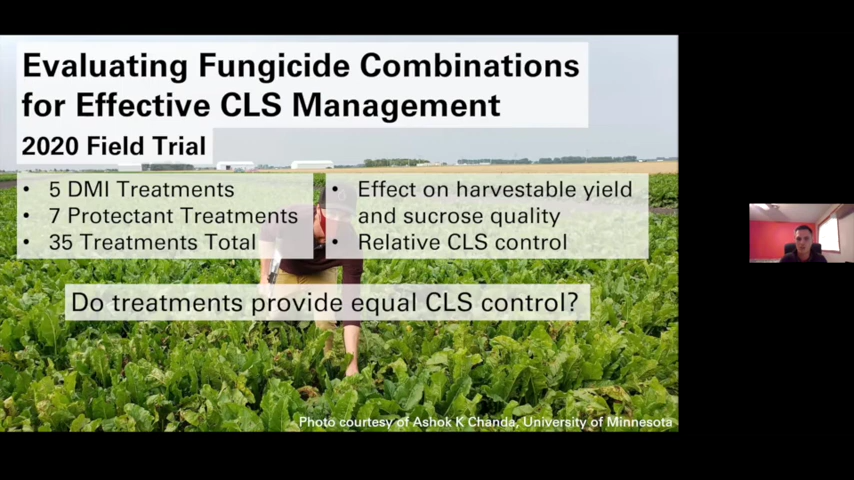 Evaluating Fungicide Combinations
for Effective CLS Management
2020 Field Trial
• 5 DMI Treatments
• 7 Protectant Treatments
• 35 Treatments Total
• Effect on harvestable yield
and sucrose quality
• Relative CLS control
Do treatments provide equal CLS control?
Photo courtesy of Ashok K Chanda, University of Minnesota